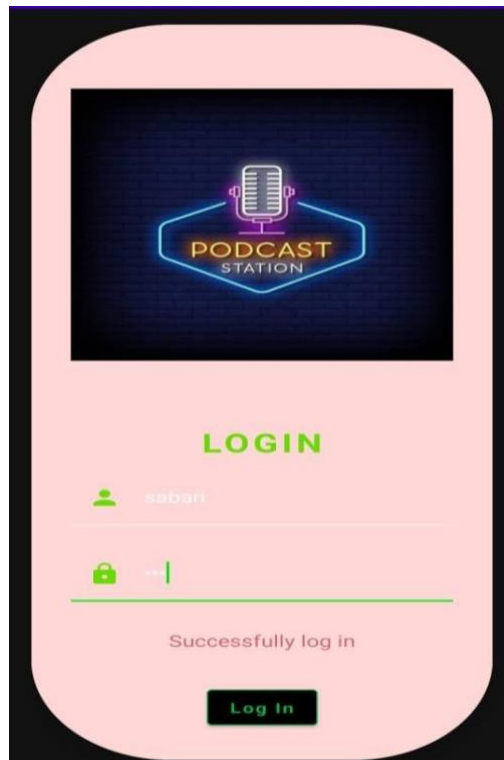 PODCAST
STATION
LOGIN
sabari
•••
Successfully log in
Log In